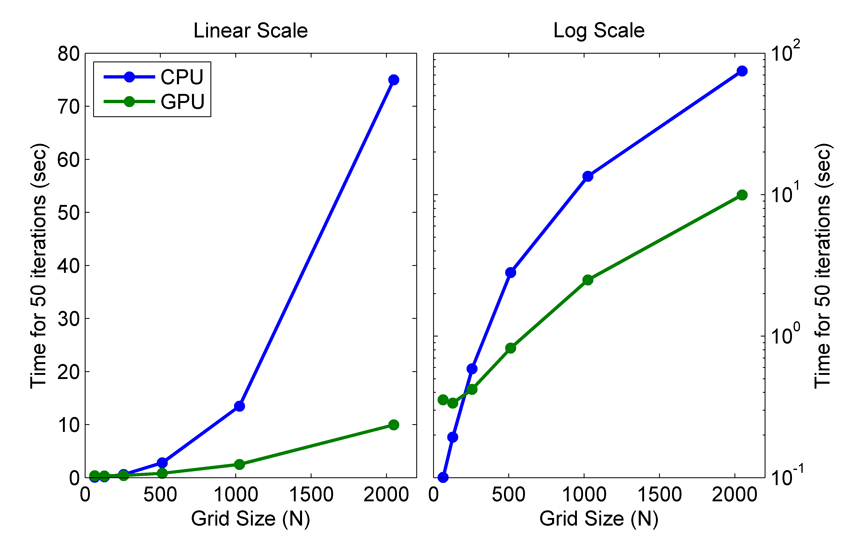 Linear Scale
Log Scale
80
70
60
50
40
30
20
10
0
Time for 50 iterations (sec)
CPU
GPU
0
500
1000
1500
2000
Grid Size (N)
0
500
1000
1500
2000
Grid Size (N)
10^2
10^1
10^0
10^-1
Time for 50 iterations (sec)